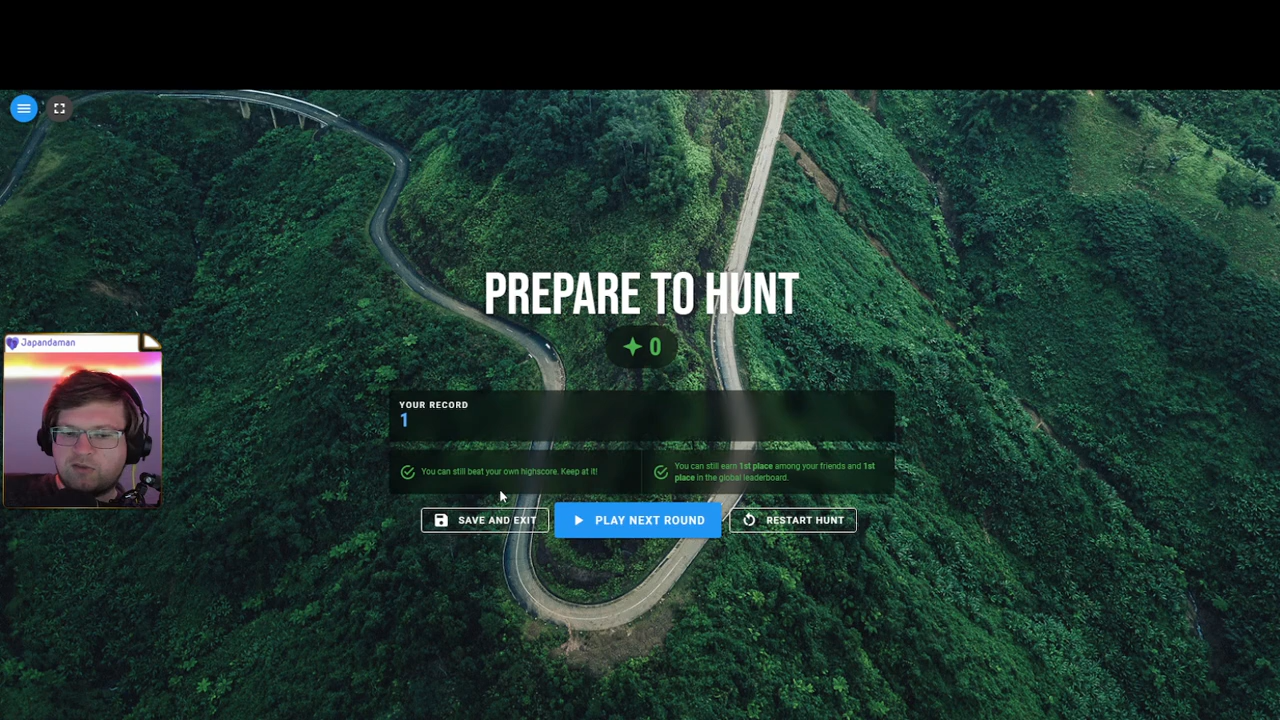 PREPARE TO HUNT
0
YOUR RECORD
1
You can still beat your own highscore. Keep at it!
You can still earn 1st place among your friends and 1st
place in the global leaderboard.
SAVE AND EXIT
PLAY NEXT ROUND
RESTART HUNT
Japandaman